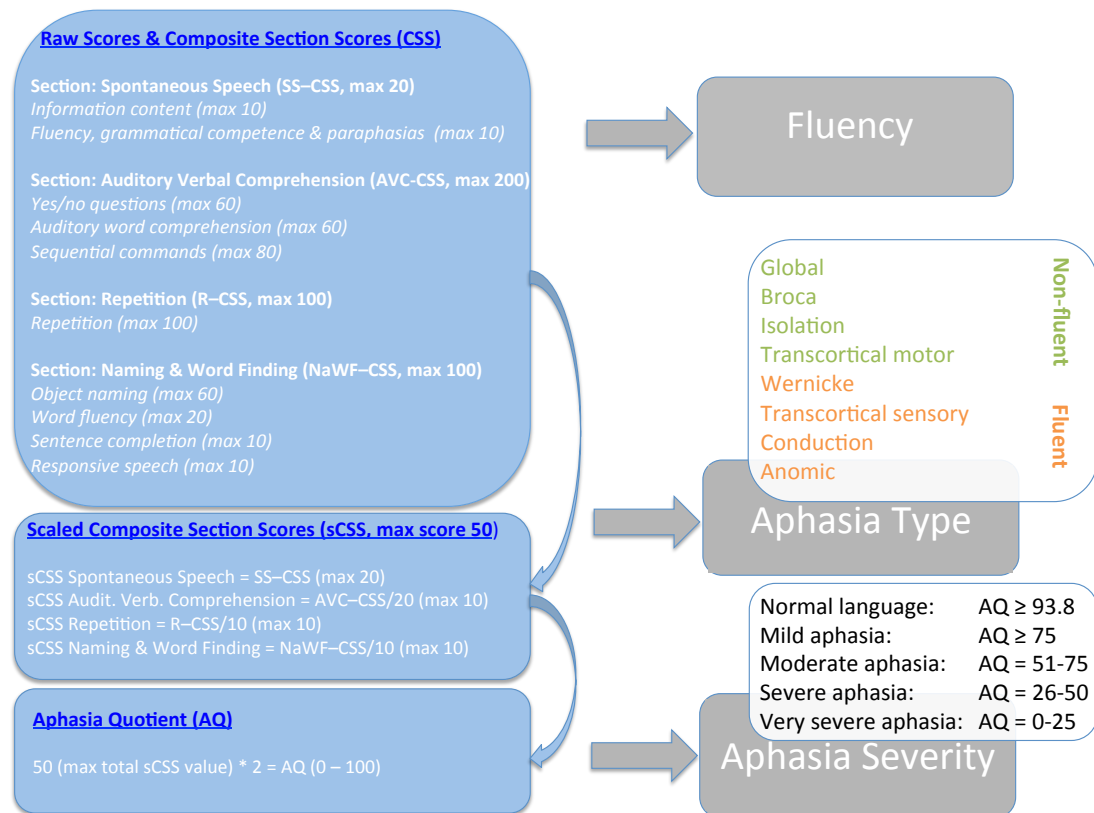 Raw Scores & Composite Section Scores (CSS)
Section: Spontaneous Speech (SS–CSS, max 20)
Information content (max 10)
Fluency, grammatical competence & paraphasias (max 10)
Section: Auditory Verbal Comprehension (AVC-CSS, max 200)
Yes/no questions (max 60)
Auditory word comprehension (max 60)
Sequential commands (max 80)
Section: Repetition (R–CSS, max 100)
Repetition (max 100)
Section: Naming & Word Finding (NaWF–CSS, max 100)
Object naming (max 60)
Word fluency (max 20)
Sentence completion (max 10)
Responsive speech (max 10)
Fluency
Scaled Composite Section Scores (sCSS, max score 50)
sCSS Spontaneous Speech = SS–CSS (max 20)
sCSS Audit. Verb. Comprehension = AVC–CSS/20 (max 10)
sCSS Repetition = R–CSS/10 (max 10)
sCSS Naming & Word Finding = NaWF–CSS/10 (max 10)
Global
Broca
Isolation
Transcortical motor
Wernicke
Transcortical sensory
Conduction
Anomic
Non-fluent
Fluent
Aphasia Type
Aphasia Quotient (AQ)
50 (max total sCSS value) * 2 = AQ (0 – 100)
Normal language: AQ ≥ 93.8
Mild aphasia: AQ ≥ 75
Moderate aphasia: AQ = 51-75
Severe aphasia: AQ = 26-50
Very severe aphasia: AQ = 0-25
Aphasia Severity